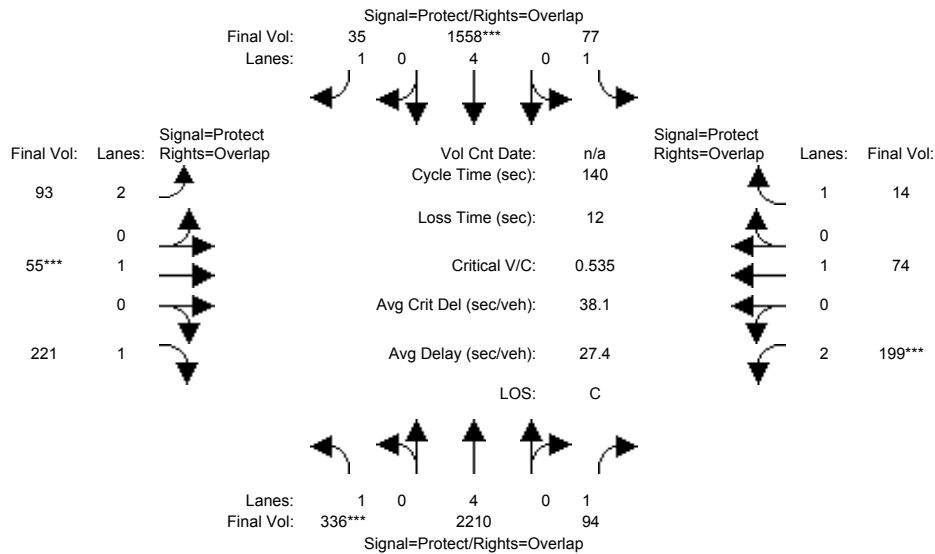 Signal=Protect/Rights=Overlap
Final Vol: 35 1558*** 77
Lanes: 1 0 4 0 1
Signal=Protect Signal=Protect
Final Vol: Lanes: Rights=Overlap Vol Cnt Date: n/a Rights=Overlap Lanes: Final Vol:
Cycle Time (sec): 140
93 2 1 14
Loss Time (sec): 12
0 0
55*** 1 Critical V/C: 0.535 1 74
0 Avg Crit Del (sec/veh): 38.1 0
221 1 Avg Delay (sec/veh): 27.4 2 199***
LOS: C
Lanes: 1 0 4 0 1
Final Vol: 336*** 2210 94
Signal=Protect/Rights=Overlap